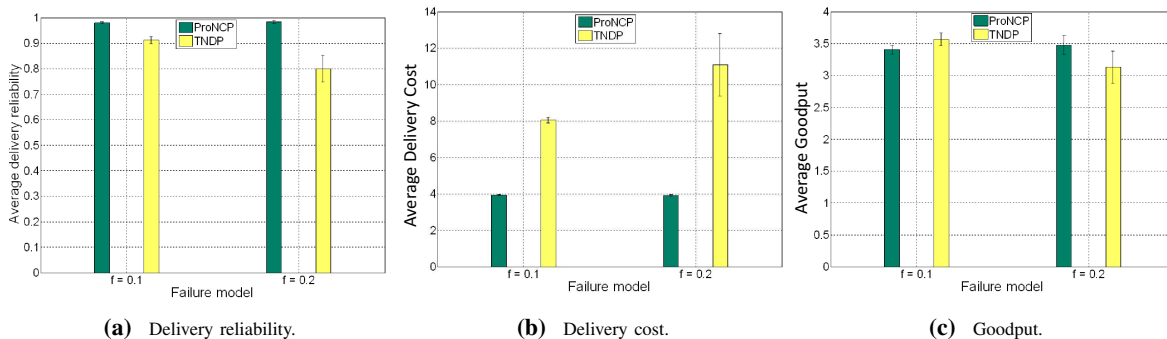 1
0.9
0.8
0.7
0.6
0.5
0.4
0.3
0.2
0.1
0
Average delivery reliability
ProNCP
TNDP
f = 0.1
f = 0.2
Failure model
(a) Delivery reliability.
14
12
10
8
6
4
2
0
Average Delivery Cost
ProNCP
TNDP
f = 0.1
f = 0.2
Failure model
(b) Delivery cost.
4
3.5
3
2.5
2
1.5
1
0.5
0
Average Goodput
ProNCP
TNDP
f = 0.1
f = 0.2
Failure model
(c) Goodput.